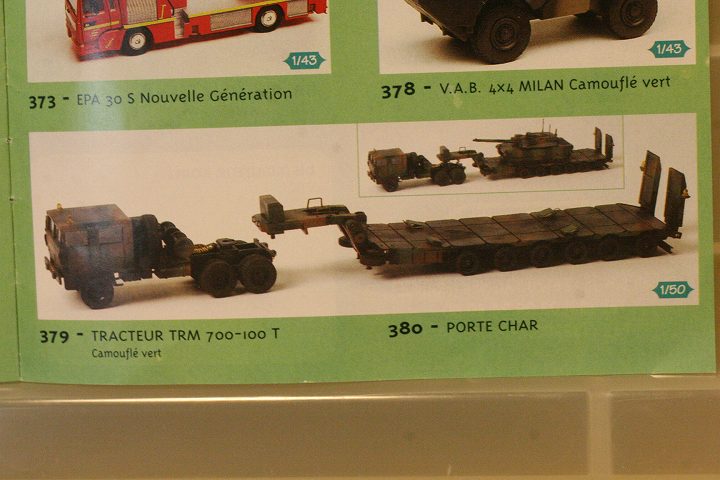 1/43
1/43
373 - EPA 30 S Nouvelle Génération
378 - V.A.B. 4x4 MILAN Camouflé vert
1/50
379 - TRACTEUR TRM 700-100 T
Camouflé vert
380 - PORTE CHAR